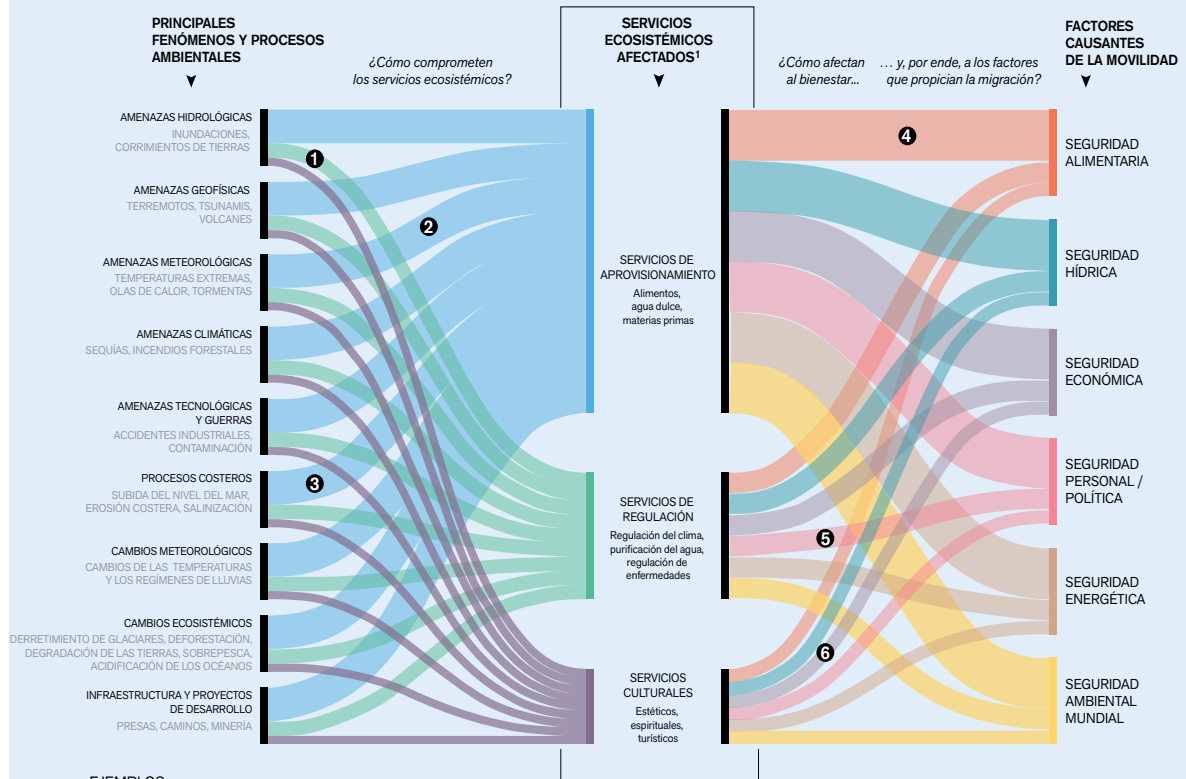 PRINCIPALES
FENÓMENOS Y PROCESOS
AMBIENTALES
¿Cómo comprometen
los servicios ecosistémicos?
SERVICIOS
ECOSISTÉMICOS
AFECTADOS¹
¿Cómo afectan
al bienestar...
... y, por ende, a los factores
que propician la migración?
FACTORES
CAUSANTES
DE LA MOVILIDAD
AMENAZAS HIDROLÓGICAS
INUNDACIONES,
CORRIMIENTOS DE TIERRAS
AMENAZAS GEOFÍSICAS
TERREMOTOS, TSUNAMIS,
VOLCANES
AMENAZAS METEOROLÓGICAS
TEMPERATURAS EXTREMAS,
OLAS DE CALOR, TORMENTAS
AMENAZAS CLIMÁTICAS
SEQUÍAS, INCENDIOS FORESTALES
AMENAZAS TECNOLÓGICAS
Y GUERRAS
ACCIDENTES INDUSTRIALES,
CONTAMINACIÓN
PROCESOS COSTEROS
SUBIDA DEL NIVEL DEL MAR,
EROSIÓN COSTERA, SALINIZACIÓN
CAMBIOS METEOROLÓGICOS
CAMBIOS DE LAS TEMPERATURAS
Y LOS REGÍMENES DE LLUVIAS
CAMBIOS ECOSISTÉMICOS
DERRETIMIENTO DE GLACIARES, DEFORESTACIÓN,
DEGRADACIÓN DE LAS TIERRAS, SOBREPESCA,
ACIDIFICACIÓN DE LOS OCÉANOS
INFRAESTRUCTURA Y PROYECTOS
DE DESARROLLO
PRESAS, CAMINOS, MINERÍA
1
2
3
SERVICIOS DE
APROVISIONAMIENTO
Alimentos,
agua dulce,
materias primas
SERVICIOS DE
REGULACIÓN
Regulación del clima,
purificación del agua,
regulación de
enfermedades
SERVICIOS
CULTURALES
Estéticos,
espirituales,
turísticos
4
5
6
SEGURIDAD
ALIMENTARIA
SEGURIDAD
HÍDRICA
SEGURIDAD
ECONÓMICA
SEGURIDAD
PERSONAL /
POLÍTICA
SEGURIDAD
ENERGÉTICA
SEGURIDAD
AMBIENTAL
MUNDIAL
EJEMPLOS